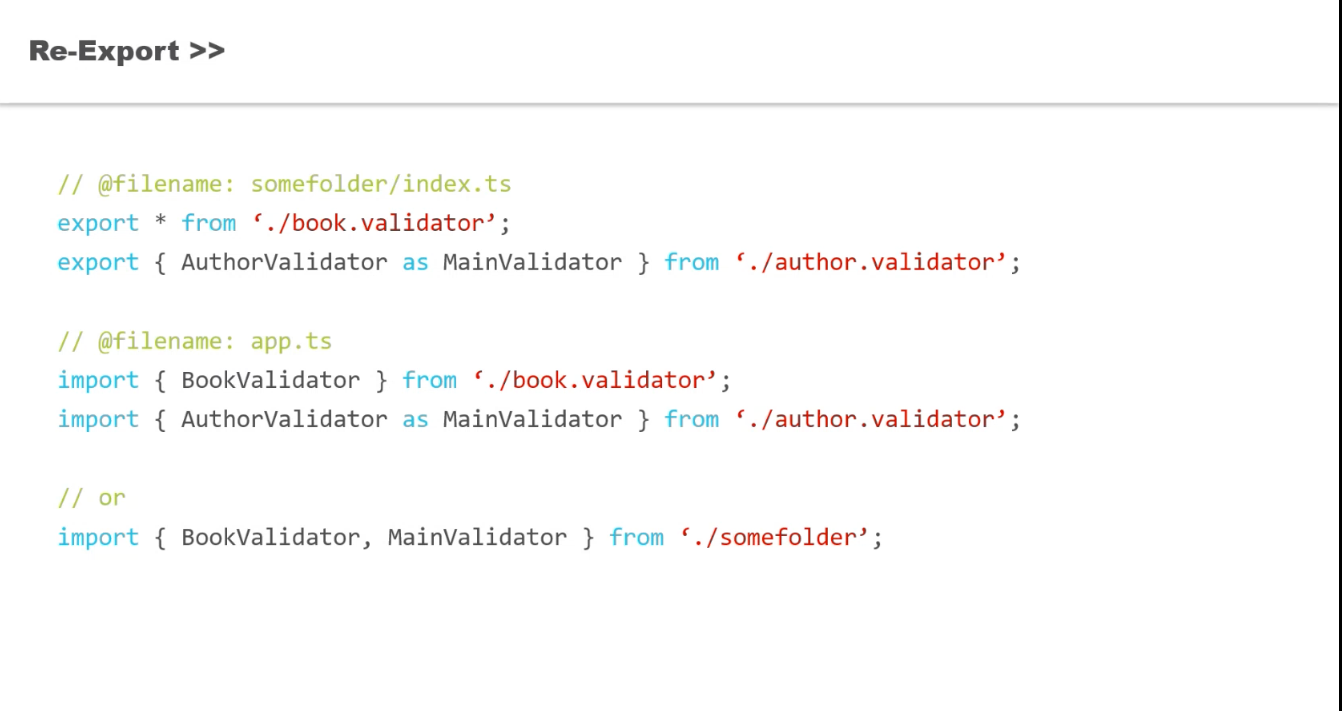 Re-Export >>
// @filename: somefolder/index.ts
export * from ‘./book.validator’;
export { AuthorValidator as MainValidator } from ‘./author.validator’;
// @filename: app.ts
import { BookValidator } from ‘./book.validator’;
import { AuthorValidator as MainValidator } from ‘./author.validator’;
// or
import { BookValidator, MainValidator } from ‘./somefolder’;